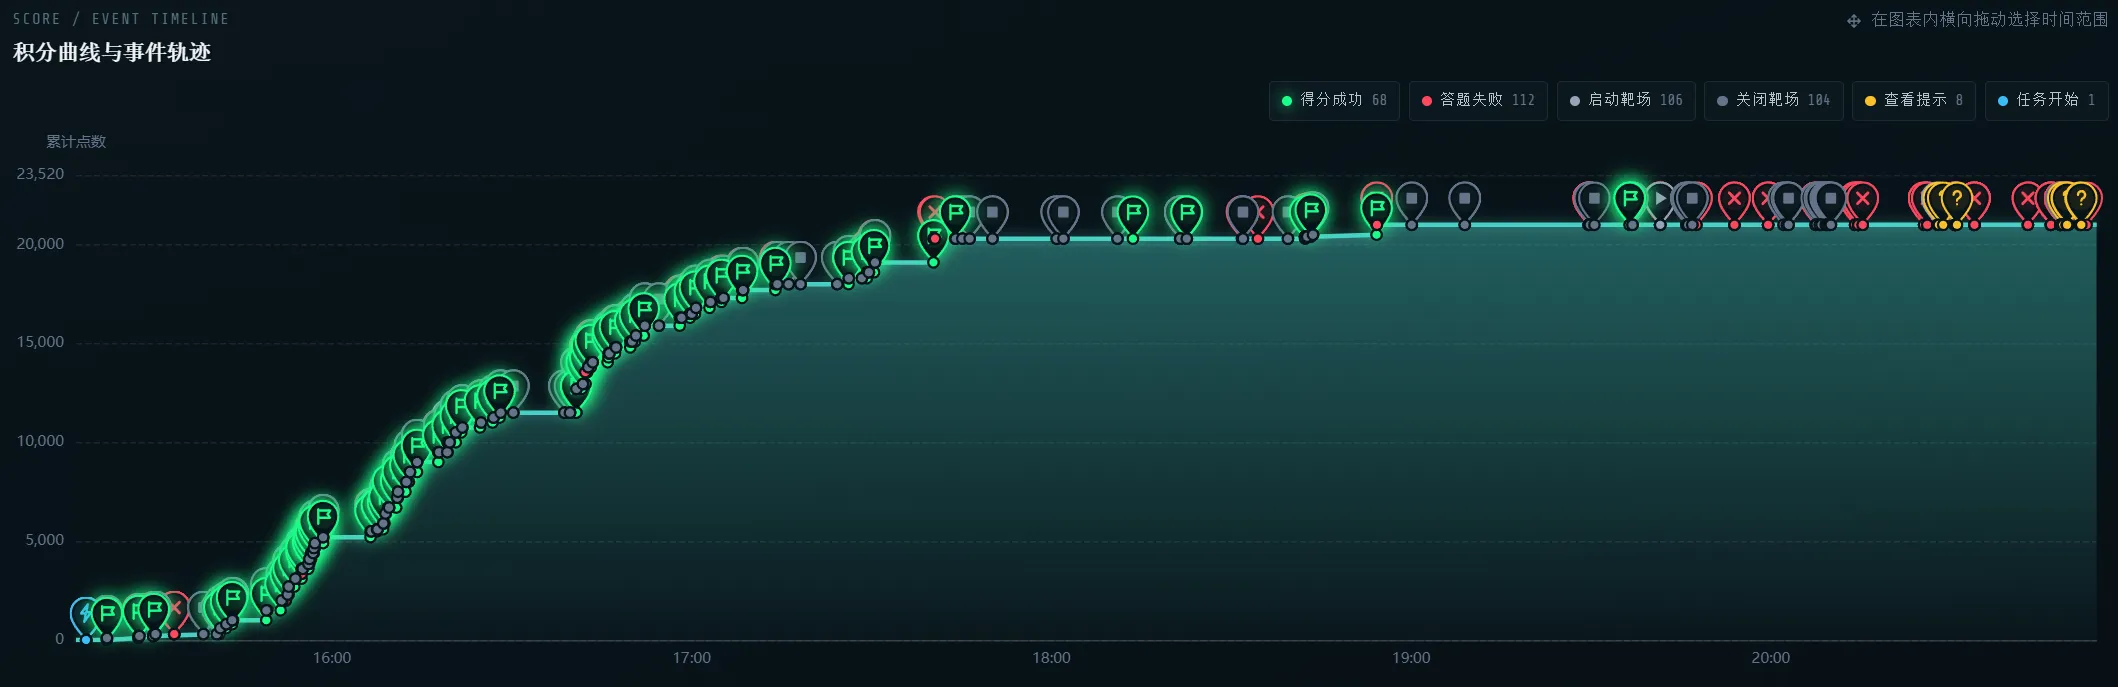 SCORE / EVENT TIMELINE
在图表内横向拖动选择时间范围
积分曲线与事件轨迹
得分成功 68
答题失败 112
启动靶场 106
关闭靶场 104
查看提示 8
任务开始 1
累计点数
23,520
20,000
15,000
10,000
5,000
0
16:00
17:00
18:00
19:00
20:00